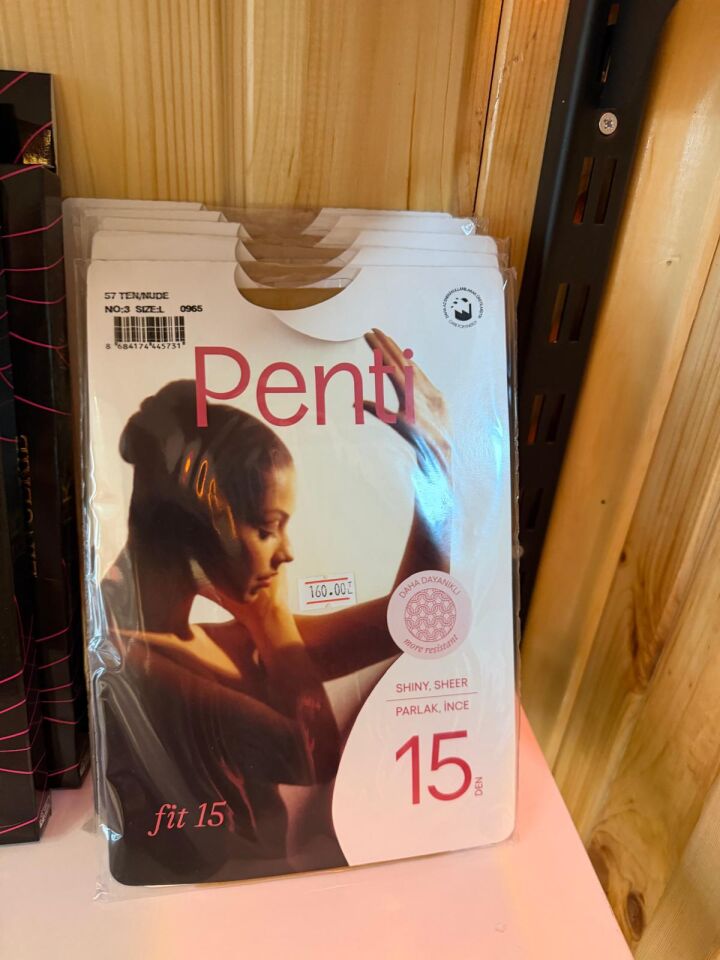 57 TEN/NUDE
NO:3 SIZE:L 0965
8 684174 445731
Penti
160.00
DAHA DAYANIKLI
more resistant
SHINY, SHEER
PARLAK, İNCE
15
DEN
fit 15